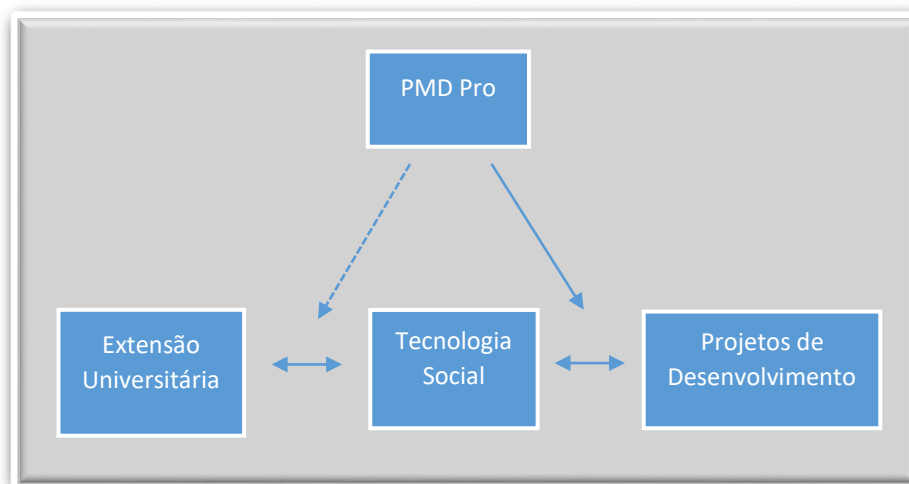 PMD Pro
Extensão
Universitária
Tecnologia
Social
Projetos de
Desenvolvimento